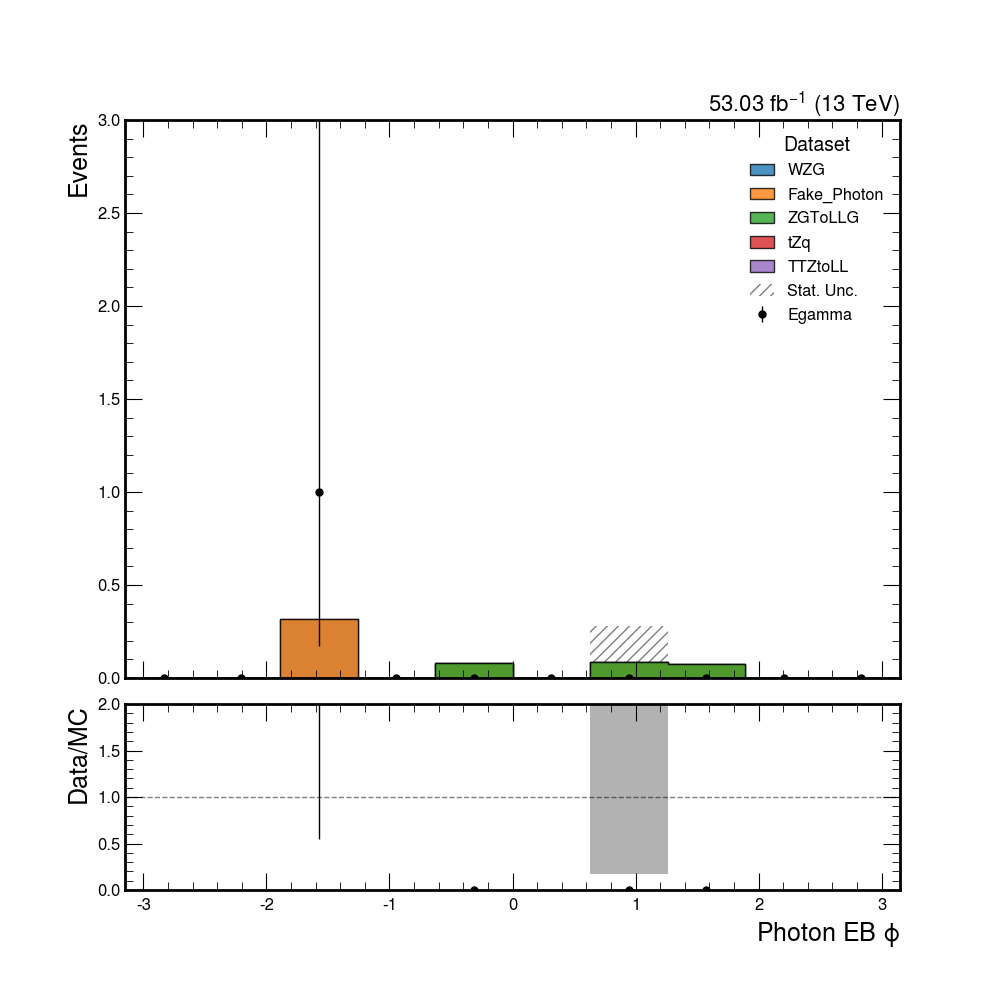 53.03 fb⁻¹ (13 TeV)
Events
3.0
2.5
2.0
1.5
1.0
0.5
0.0
Dataset
WZG
Fake_Photon
ZGToLLG
tZq
TTZtoLL
Stat. Unc.
Egamma
Data/MC
2.0
1.5
1.0
0.5
0.0
-3 -2 -1 0 1 2 3
Photon EB ϕ